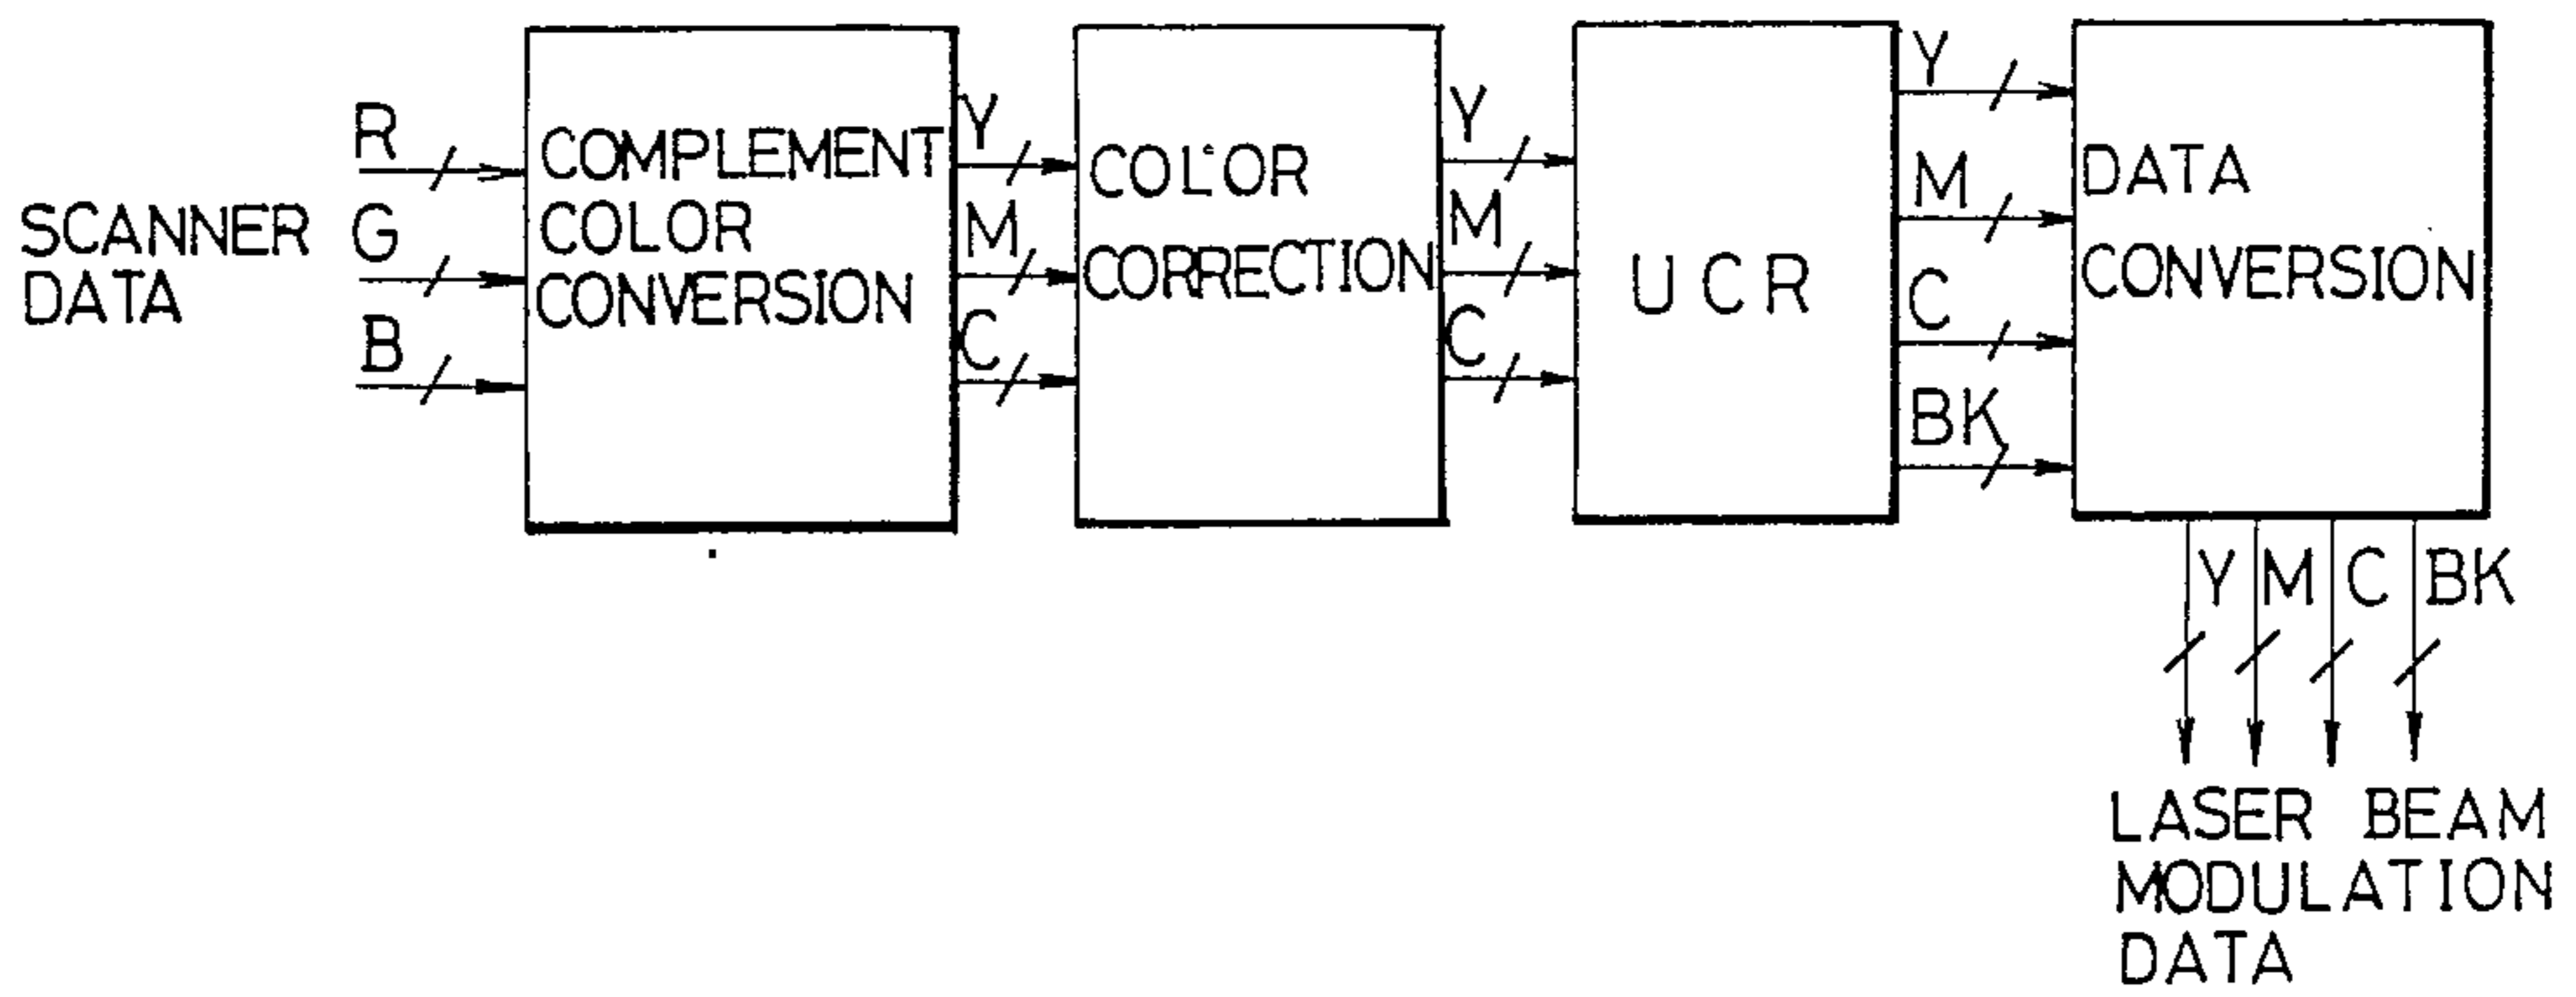 SCANNER
DATA
R
G
B
COMPLEMENT
COLOR
CONVERSION
Y
M
C
COLOR
CORRECTION
Y
M
C
UCR
Y
M
C
BK
DATA
CONVERSION
Y M C BK
LASER BEAM
MODULATION
DATA